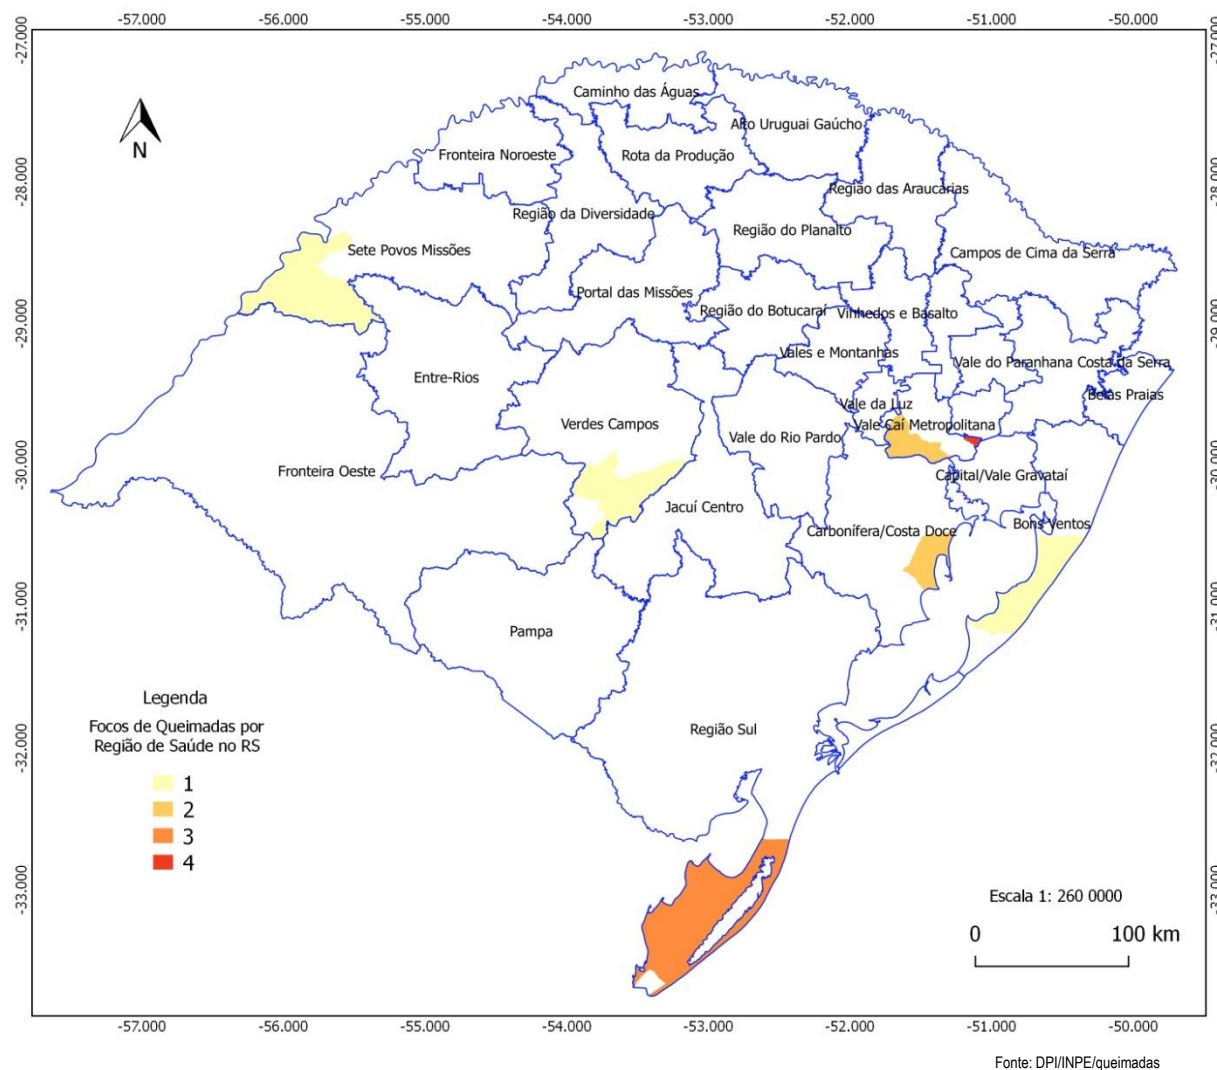 -57.000 -56.000 -55.000 -54.000 -53.000 -52.000 -51.000 -50.000
-27.000 -27.000
-28.000 -28.000
-29.000 -29.000
-30.000 -30.000
-31.000 -31.000
-32.000 -32.000
-33.000 -33.000
N
Caminho das Águas
Alto Uruguai Gaúcho
Fronteira Noroeste
Rota da Produção
Região das Araucárias
Região da Diversidade
Região do Planalto
Sete Povos Missões
Campos de Cima da Serra
Portal das Missões
Região do Botucaraí
Vinhedos e Basalto
Vales e Montanhas
Vale do Paranhana Costa da Serra
Entre-Rios
Belas Praias
Vale da Luz
Verdes Campos
Vale Caí Metropolitana
Vale do Rio Pardo
Fronteira Oeste
Capital/Vale Gravataí
Jacuí Centro
Bons Ventos
Carbonífera/Costa Doce
Pampa
Região Sul
Legenda
Focos de Queimadas por
Região de Saúde no RS
1
2
3
4
Escala 1: 260 0000
0 100 km
-57.000 -56.000 -55.000 -54.000 -53.000 -52.000 -51.000 -50.000
Fonte: DPI/INPE/queimadas